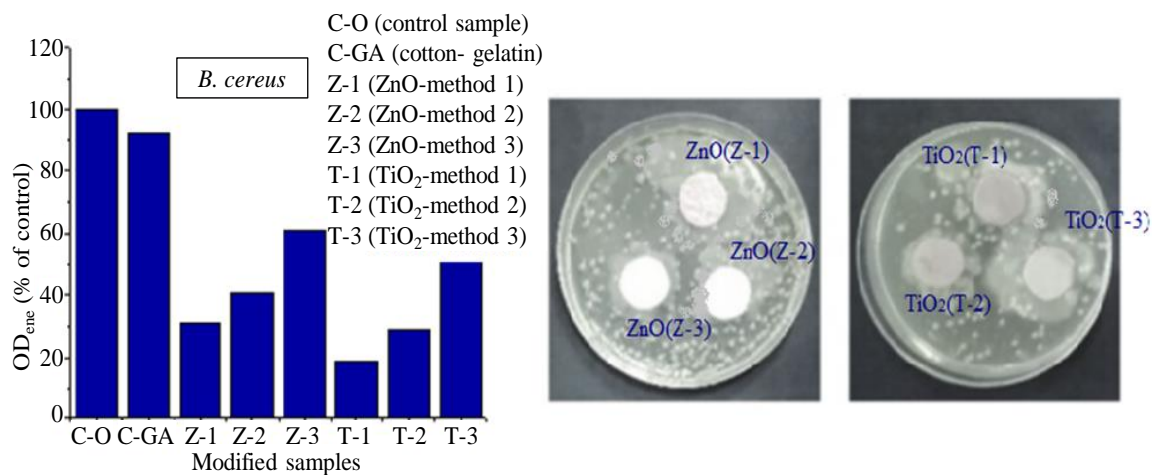 C-O (control sample)
C-GA (cotton- gelatin)
Z-1 (ZnO-method 1)
Z-2 (ZnO-method 2)
Z-3 (ZnO-method 3)
T-1 (TiO₂-method 1)
T-2 (TiO₂-method 2)
T-3 (TiO₂-method 3)
B. cereus
120
100
80
60
40
20
0
ODene (% of control)
C-O C-GA Z-1 Z-2 Z-3 T-1 T-2 T-3
Modified samples
ZnO(Z-1)
ZnO(Z-2)
ZnO(Z-3)
TiO₂(T-1)
TiO₂(T-3)
TiO₂(T-2)